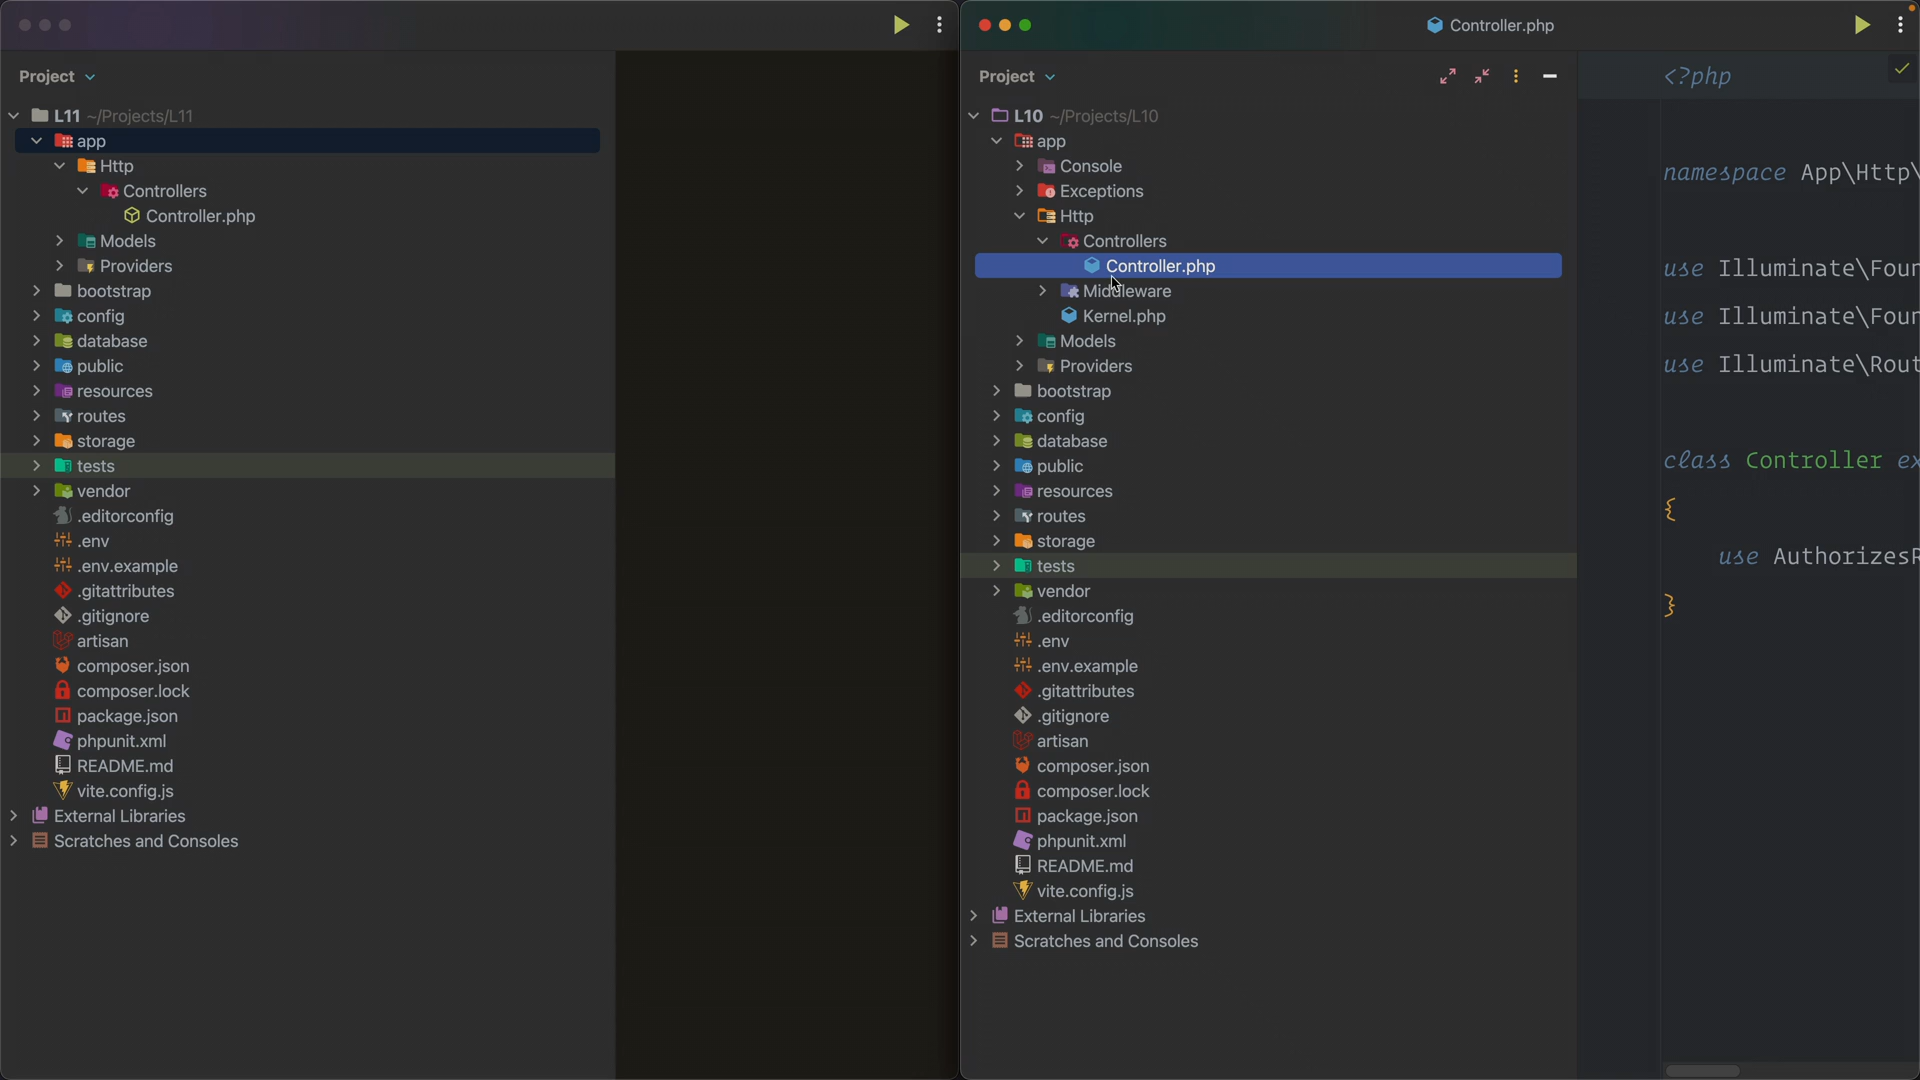 Project
L11 ~/Projects/L11
app
Http
Controllers
Controller.php
Models
Providers
bootstrap
config
database
public
resources
routes
storage
tests
vendor
.editorconfig
.env
.env.example
.gitattributes
.gitignore
artisan
composer.json
composer.lock
package.json
phpunit.xml
README.md
vite.config.js
External Libraries
Scratches and Consoles
Controller.php
Project
L10 ~/Projects/L10
app
Console
Exceptions
Http
Controllers
Controller.php
Middleware
Kernel.php
Models
Providers
bootstrap
config
database
public
resources
routes
storage
tests
vendor
.editorconfig
.env
.env.example
.gitattributes
.gitignore
artisan
composer.json
composer.lock
package.json
phpunit.xml
README.md
vite.config.js
External Libraries
Scratches and Consoles
<?php
namespace App\Http\
use Illuminate\Foun
use Illuminate\Foun
use Illuminate\Rout
class Controller ex
{
use AuthorizesR
}